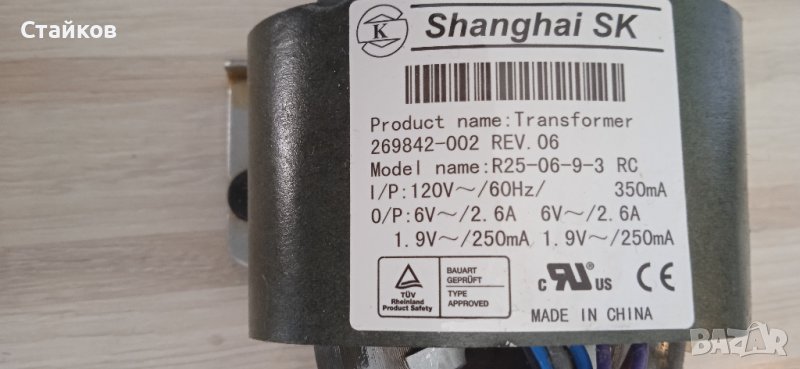 Стайков
K
Shanghai SK
Product name:Transformer
269842-002 REV.06
Model name:R25-06-9-3 RC
I/P:120V～/60Hz/ 350mA
O/P:6V～/2.6A 6V～/2.6A
1.9V～/250mA 1.9V～/250mA
TÜV
Rheinland
Product Safety
BAUART
GEPRÜFT
TYPE
APPROVED
c RU us
CE
MADE IN CHINA
BAZAR